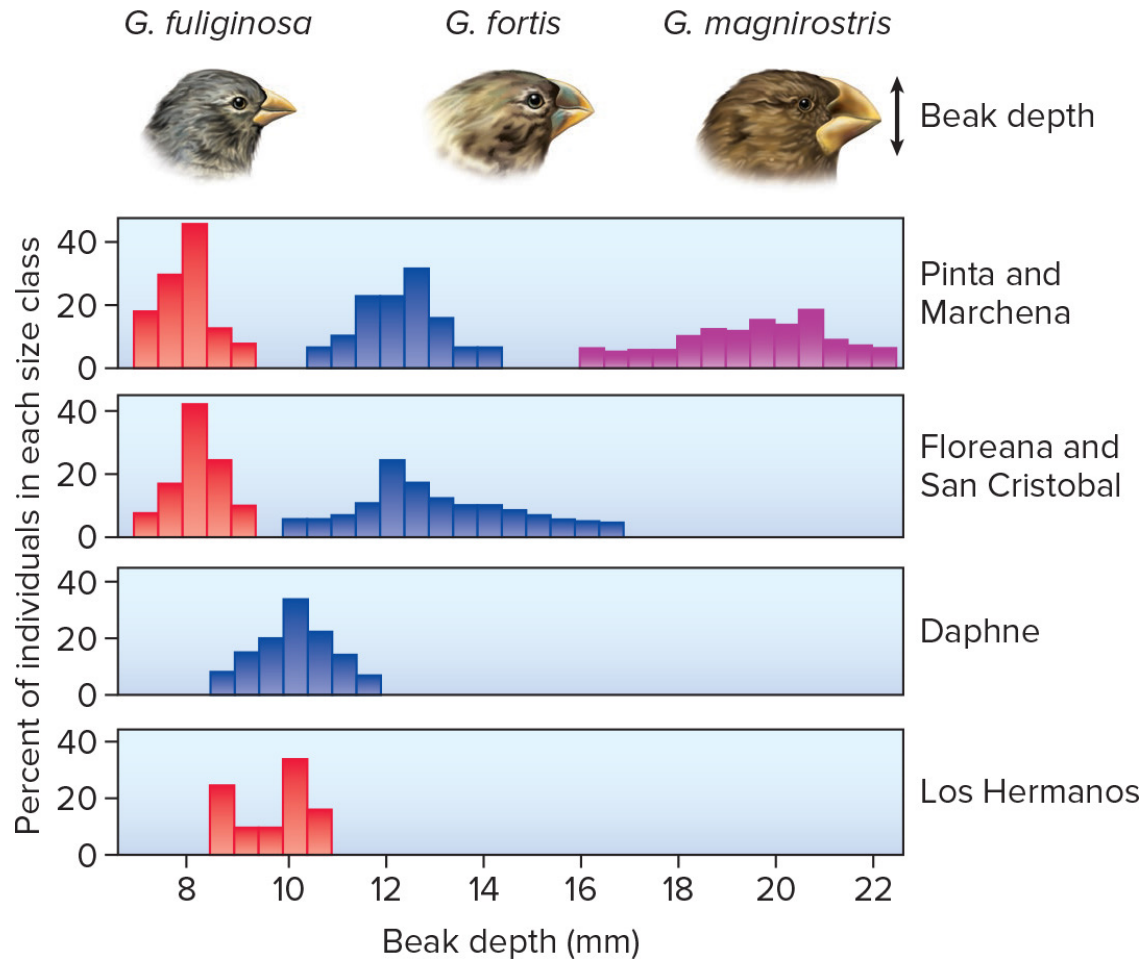 G. fuliginosa
G. fortis
G. magnirostris
Beak depth
Percent of individuals in each size class
40
20
0
Pinta and
Marchena
40
20
0
Floreana and
San Cristobal
40
20
0
Daphne
40
20
0
Los Hermanos
8 10 12 14 16 18 20 22
Beak depth (mm)